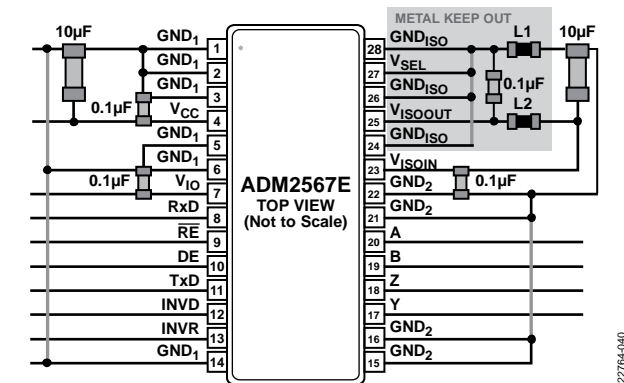 METAL KEEP OUT
10µF
GND1
1
GND1
2
GND1
3
0.1µF
VCC
4
GND1
5
GND1
6
0.1µF
VIO
7
RxD
8
RE
9
DE
10
TxD
11
INVD
12
INVR
13
GND1
14
ADM2567E
TOP VIEW
(Not to Scale)
28
GNDISO
L1
10µF
27
VSEL
26
GNDISO
0.1µF
25
VISOOUT
L2
24
GNDISO
23
VISOIN
22
GND2
0.1µF
21
GND2
20
A
19
B
18
Z
17
Y
16
GND2
15
GND2
22764-040